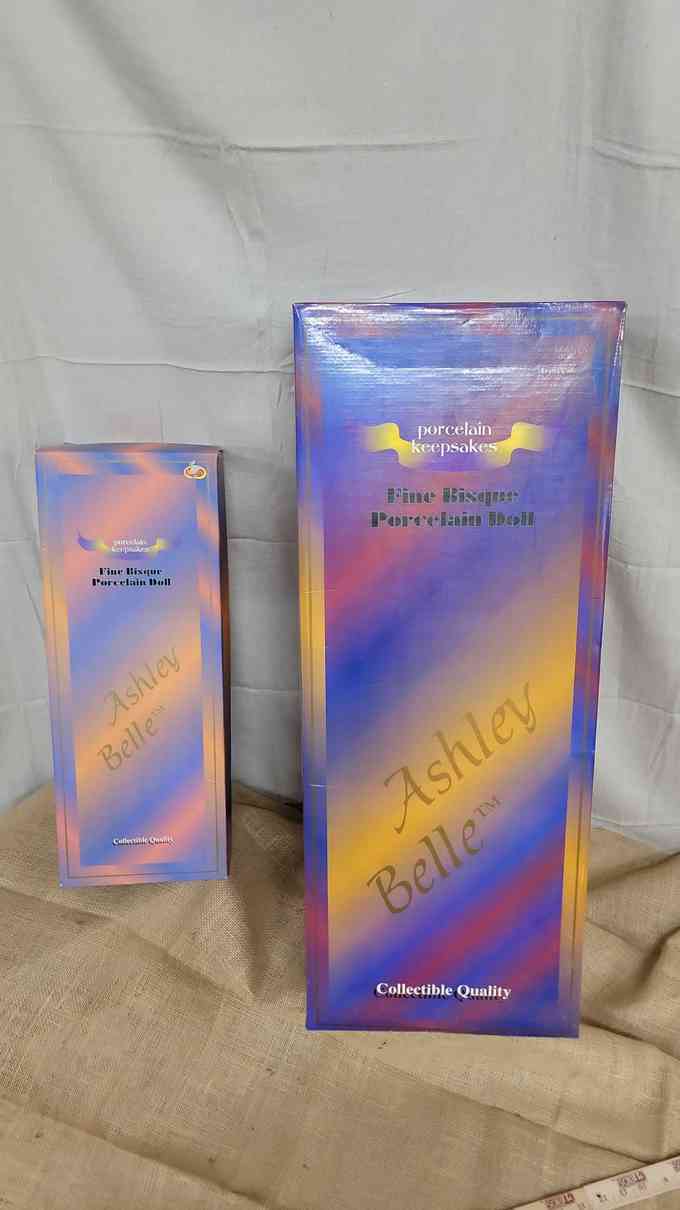 porcelain
keepsakes
Fine Bisque
Porcelain Doll
Ashley
Belle™
Collectible Quality
porcelain
keepsakes
Fine Bisque
Porcelain Doll
Ashley
Belle™
Collectible Quality